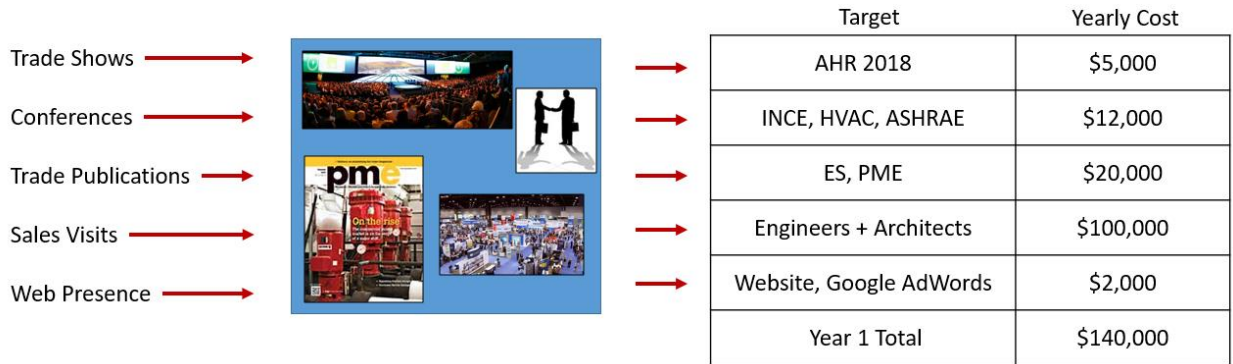 Target Yearly Cost
Trade Shows AHR 2018 $5,000
Conferences INCE, HVAC, ASHRAE $12,000
Trade Publications ES, PME $20,000
Sales Visits Engineers + Architects $100,000
Web Presence Website, Google AdWords $2,000
Year 1 Total $140,000
pme
On the rise